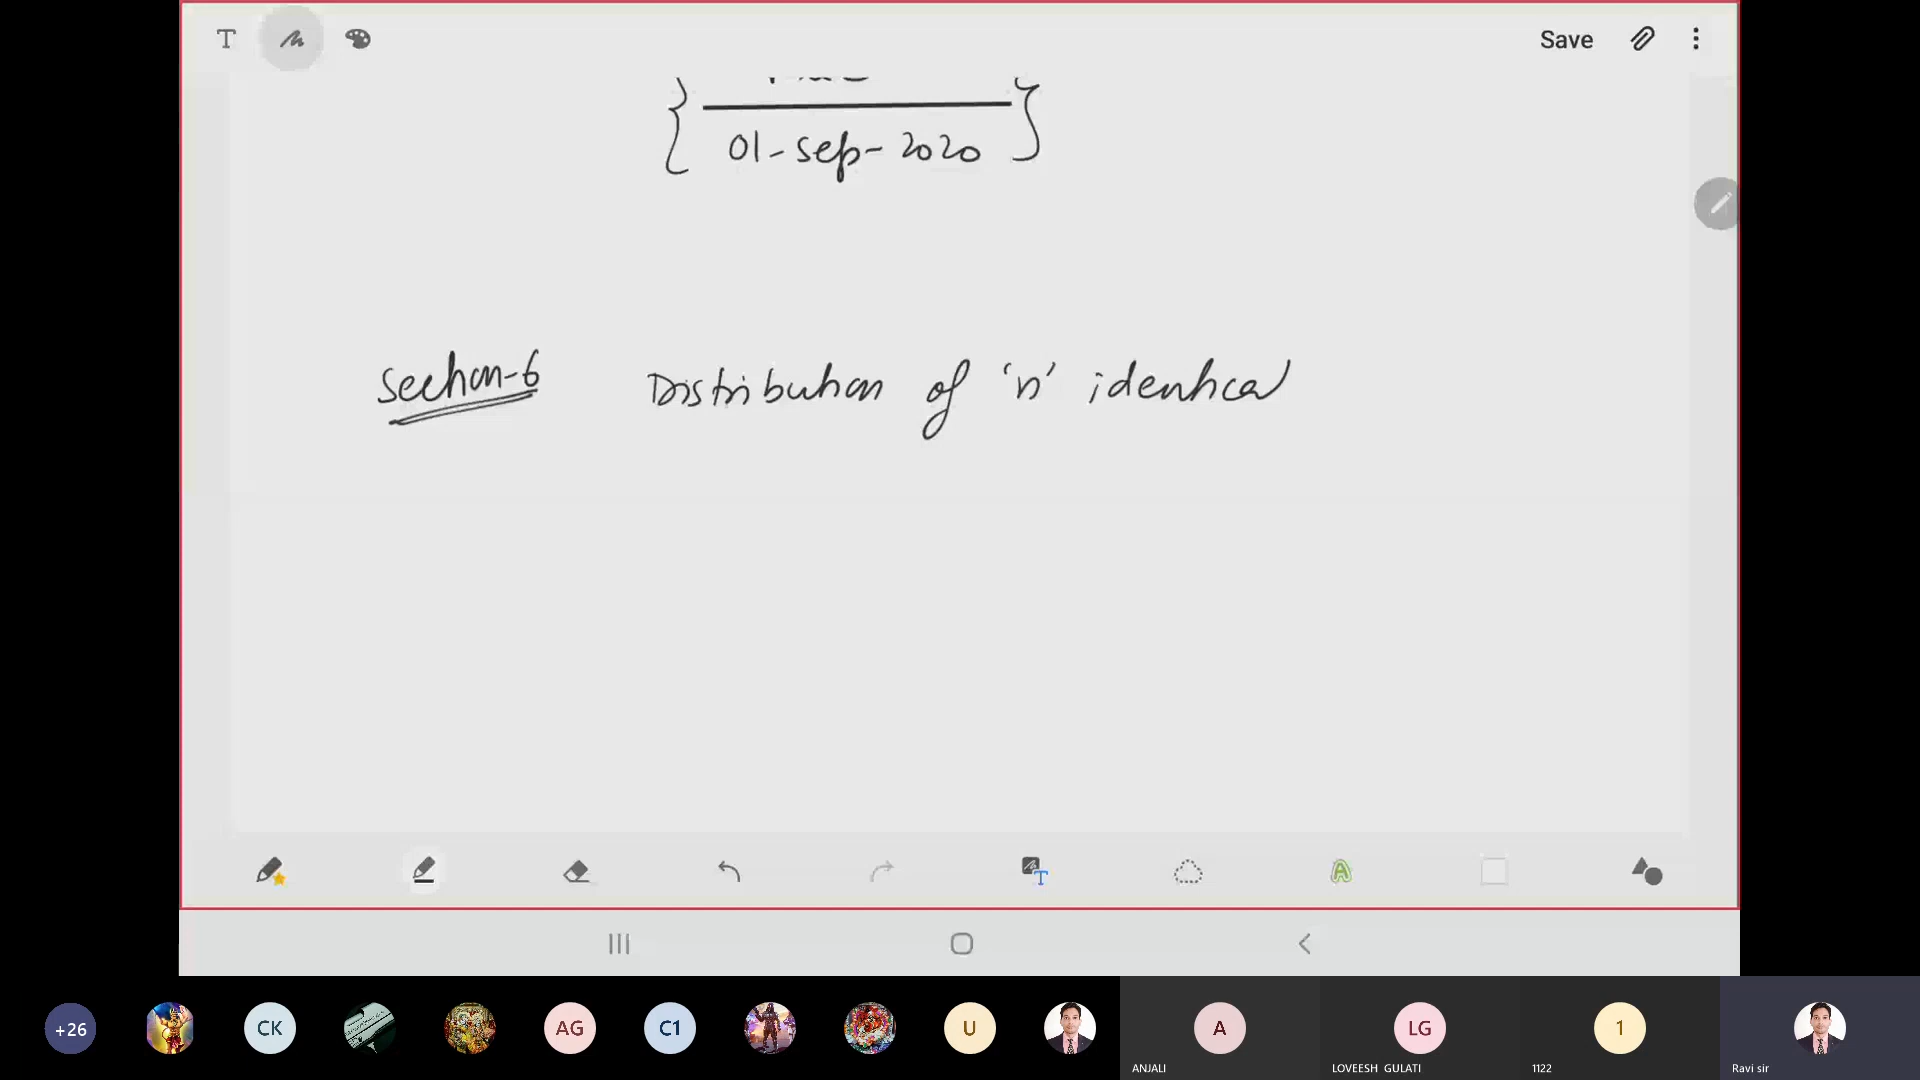 Save
01-sep-2020
Section-6 Distribution of 'n' identical
+26 CK AG C1 U A LG 1
ANJALI LOVEESH GULATI 1122 Ravi sir